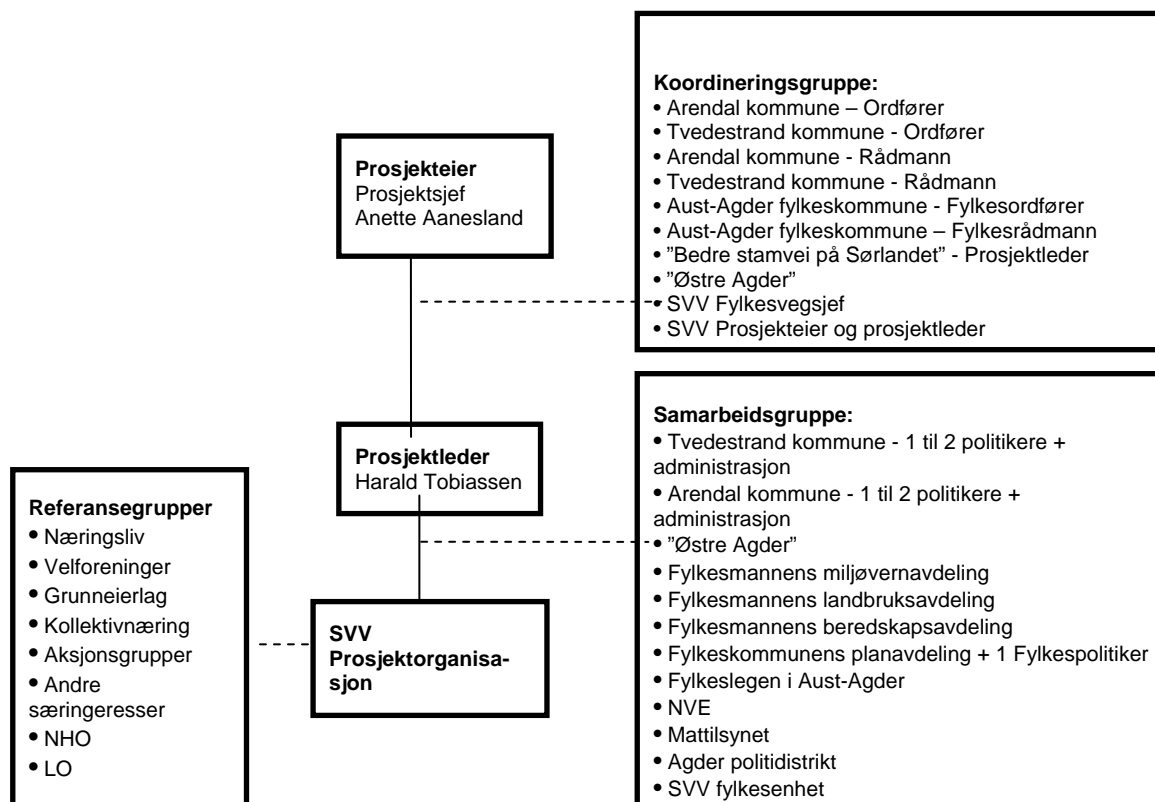 Koordineringsgruppe:
• Arendal kommune – Ordfører
• Tvedestrand kommune - Ordfører
• Arendal kommune - Rådmann
• Tvedestrand kommune - Rådmann
• Aust-Agder fylkeskommune - Fylkesordfører
• Aust-Agder fylkeskommune – Fylkesrådmann
• ”Bedre stamvei på Sørlandet” - Prosjektleder
• ”Østre Agder”
• SVV Fylkesvegsjef
• SVV Prosjekteier og prosjektleder
Prosjekteier
Prosjektsjef
Anette Aanesland
Prosjektleder
Harald Tobiassen
Samarbeidsgruppe:
• Tvedestrand kommune - 1 til 2 politikere +
administrasjon
• Arendal kommune - 1 til 2 politikere +
administrasjon
• ”Østre Agder”
• Fylkesmannens miljøvernavdeling
• Fylkesmannens landbruksavdeling
• Fylkesmannens beredskapsavdeling
• Fylkeskommunens planavdeling + 1 Fylkespolitiker
• Fylkeslegen i Aust-Agder
• NVE
• Mattilsynet
• Agder politidistrikt
• SVV fylkesenhet
Referansegrupper
• Næringsliv
• Velforeninger
• Grunneierlag
• Kollektivnæring
• Aksjonsgrupper
• Andre
særingeresser
• NHO
• LO
SVV
Prosjektorganisa-
sjon